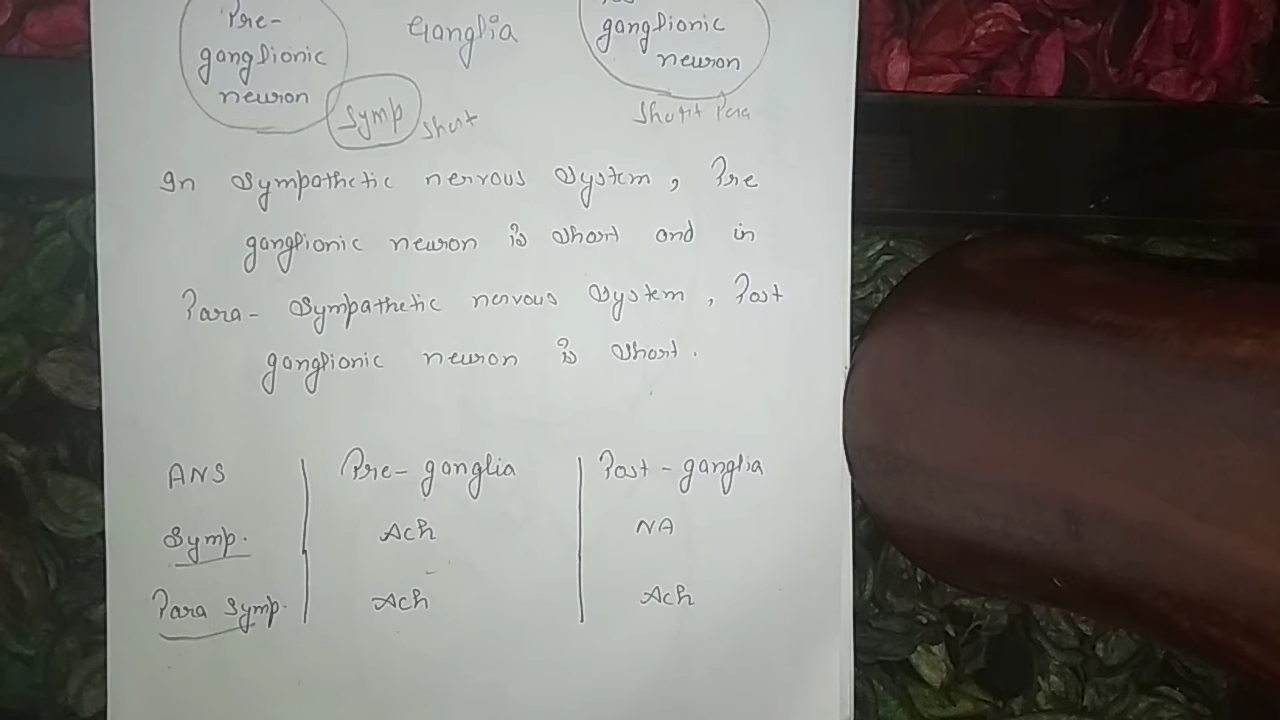 Pre-
ganglionic
neuron
Ganglia
ganglionic
neuron
Symp
short
Short Para
In Sympathetic nervous System, Pre
ganglionic neuron is short and in
Para- Sympathetic nervous System, Post
ganglionic neuron is short.
ANS Pre-ganglia Post-ganglia
Symp. Ach NA
Para Symp. Ach Ach